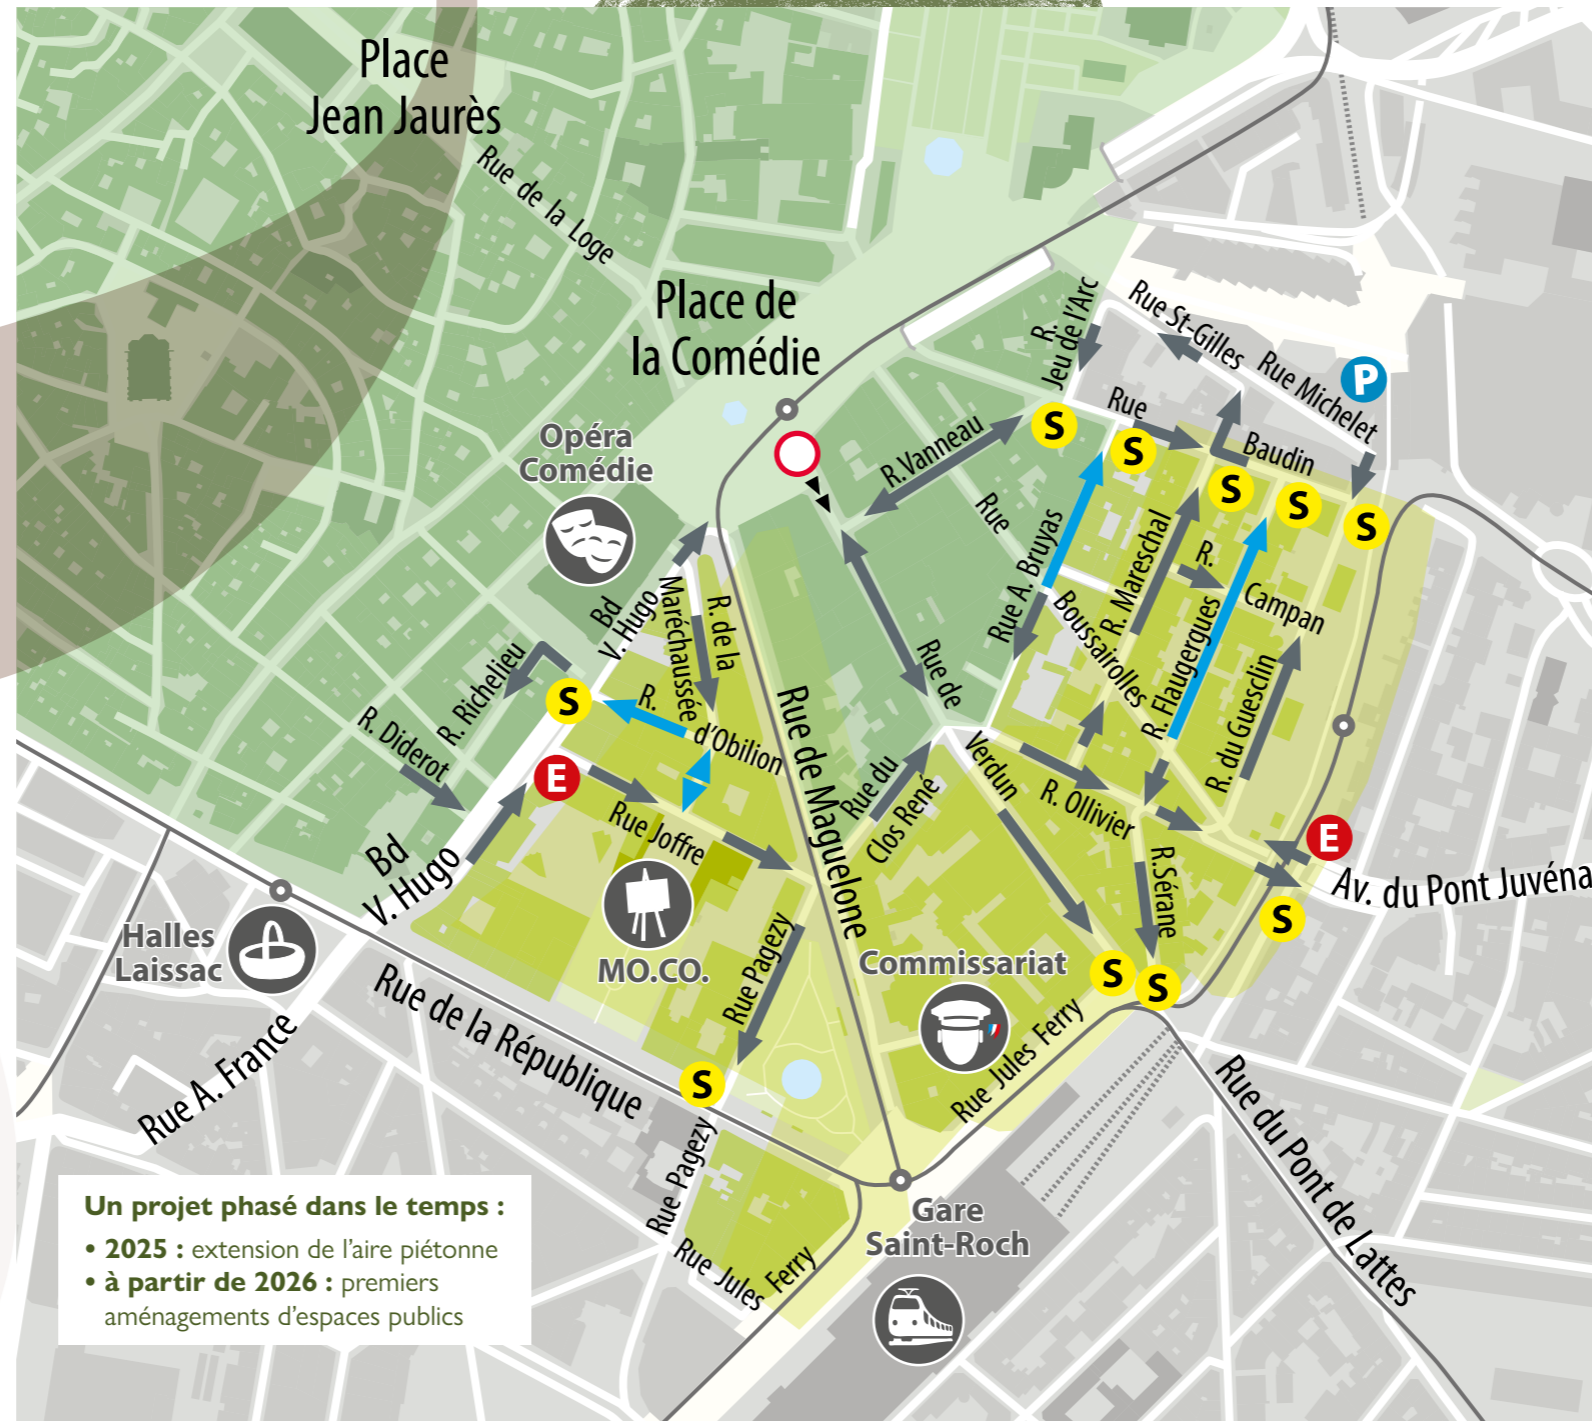 Place
Jean Jaurès
Rue de la Loge
Place de
la Comédie
R.
Jeu de l'Arc
Rue St-Gilles
Rue Michelet
P
Opéra
Comédie
R. Vanneau
S
Rue
Baudin
S
S
S
S
Rue
Rue A. Bruyas
Boussairolles
R. Mareschal
R.
Campan
R. Flaugergues
R. du Guesclin
Bd
V. Hugo
R. de la
Maréchaussée
R. Richelieu
R. Diderot
S
R.
d'Obilion
E
Rue Joffre
Rue de Maguelone
Rue de
Verdun
Rue du
Clos René
R. Ollivier
R. Sérane
E
Av. du Pont Juvéna
S
Bd
V. Hugo
Halles
Laissac
MO.CO.
Rue Pagezy
Commissariat
S
S
Rue A. France
Rue de la République
S
Rue Jules Ferry
Rue du Pont de Lattes
Rue Pagezy
Rue Jules Ferry
Gare
Saint-Roch
Un projet phasé dans le temps :
• 2025 : extension de l'aire piétonne
• à partir de 2026 : premiers
aménagements d'espaces publics